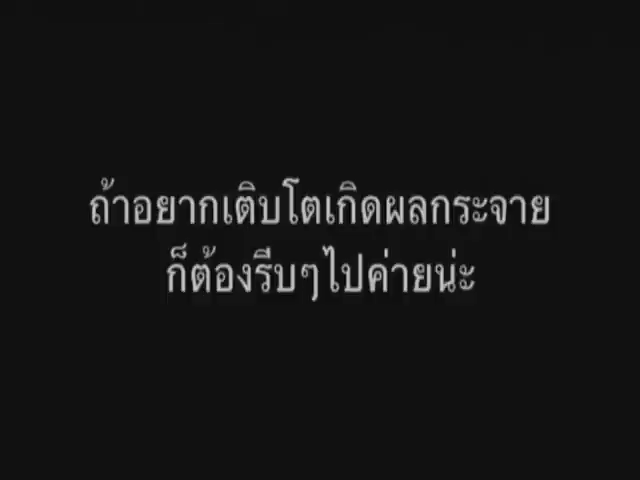 ถ้าอยากเติบโตเกิดผลกระจาย
ก็ต้องรีบๆไปค่ายน่ะ